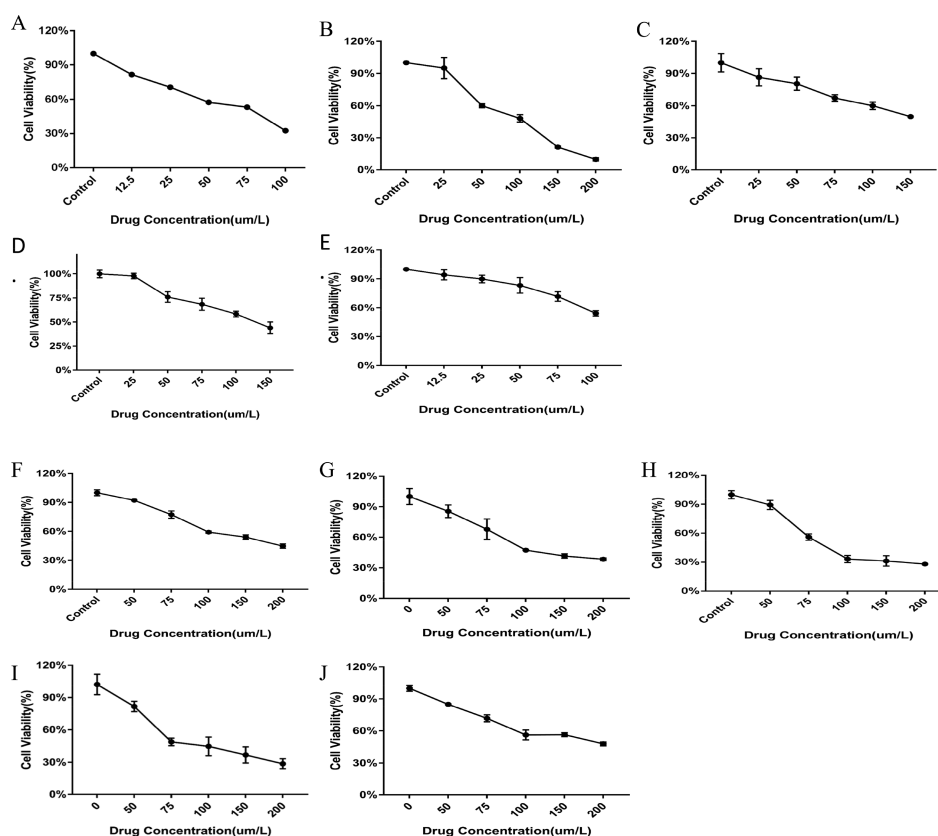 A
120%
90%
60%
30%
0%
Cell Viability(%)
Control
12.5
25
50
75
100
Drug Concentration(um/L)
B
120%
90%
60%
30%
0%
Cell Viability(%)
Control
25
50
100
150
200
Drug Concentration(um/L)
C
120%
90%
60%
30%
0%
Cell Viability(%)
Control
25
50
75
100
150
Drug Concentration(um/L)
D
100%
75%
50%
25%
0%
Cell Viability(%)
Control
25
50
75
100
150
Drug Concentration(um/L)
E
120%
90%
60%
30%
0%
Cell Viability(%)
Control
12.5
25
50
75
100
Drug Concentration(um/L)
F
120%
90%
60%
30%
0%
Cell Viability(%)
Control
50
75
100
150
200
Drug Concentration(um/L)
G
120%
90%
60%
30%
0%
Cell Viability(%)
0
50
75
100
150
200
Drug Concentration(um/L)
H
120%
90%
60%
30%
0%
Cell Viability(%)
Control
50
75
100
150
200
Drug Concentration(um/L)
I
120%
90%
60%
30%
0%
Cell Viability(%)
0
50
75
100
150
200
Drug Concentration(um/L)
J
120%
90%
60%
30%
0%
Cell Viability(%)
0
50
75
100
150
200
Drug Concentration(um/L)